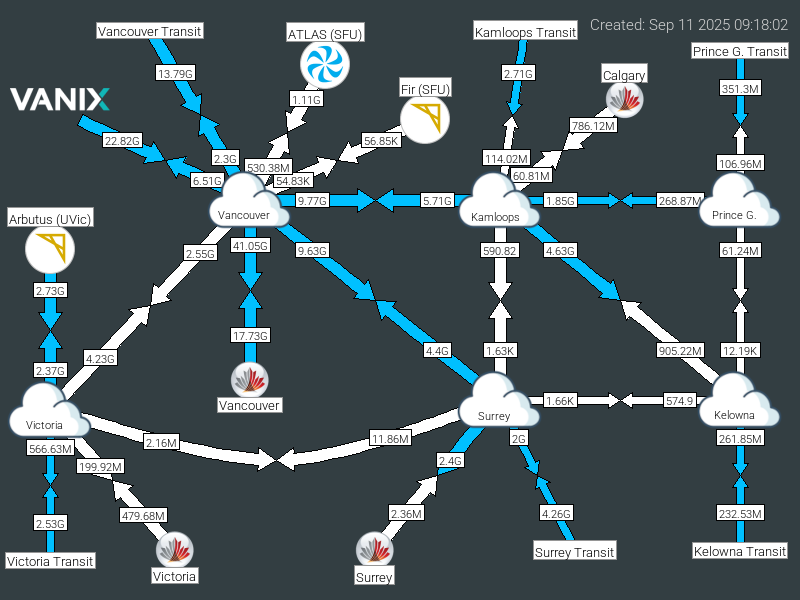 Created: Sep 11 2025 09:18:02
Vancouver Transit
ATLAS (SFU)
Kamloops Transit
Prince G. Transit
13.79G
2.71G
Calgary
351.3M
VANIX
1.11G
Fir (SFU)
786.12M
22.82G
56.85K
2.3G
530.38M
114.02M
106.96M
6.51G
54.83K
60.81M
9.77G
5.71G
1.85G
268.87M
Arbutus (UVic)
Vancouver
Kamloops
Prince G.
2.55G
41.05G
9.63G
590.82
4.63G
61.24M
2.73G
17.73G
4.23G
4.4G
1.63K
905.22M
12.19K
2.37G
Vancouver
1.66K
574.9
Victoria
Surrey
Kelowna
566.63M
2.16M
11.86M
2G
261.85M
199.92M
2.4G
2.53G
479.68M
2.36M
4.26G
232.53M
Victoria Transit
Victoria
Surrey
Surrey Transit
Kelowna Transit